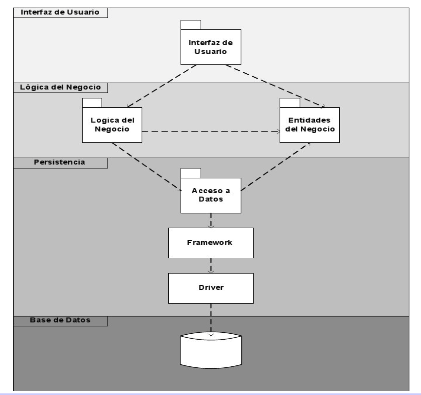 Interfaz de Usuario
Interfaz de
Usuario
Lógica del Negocio
Logica del
Negocio
Entidades
del Negocio
Persistencia
Acceso a
Datos
Framework
Driver
Base de Datos